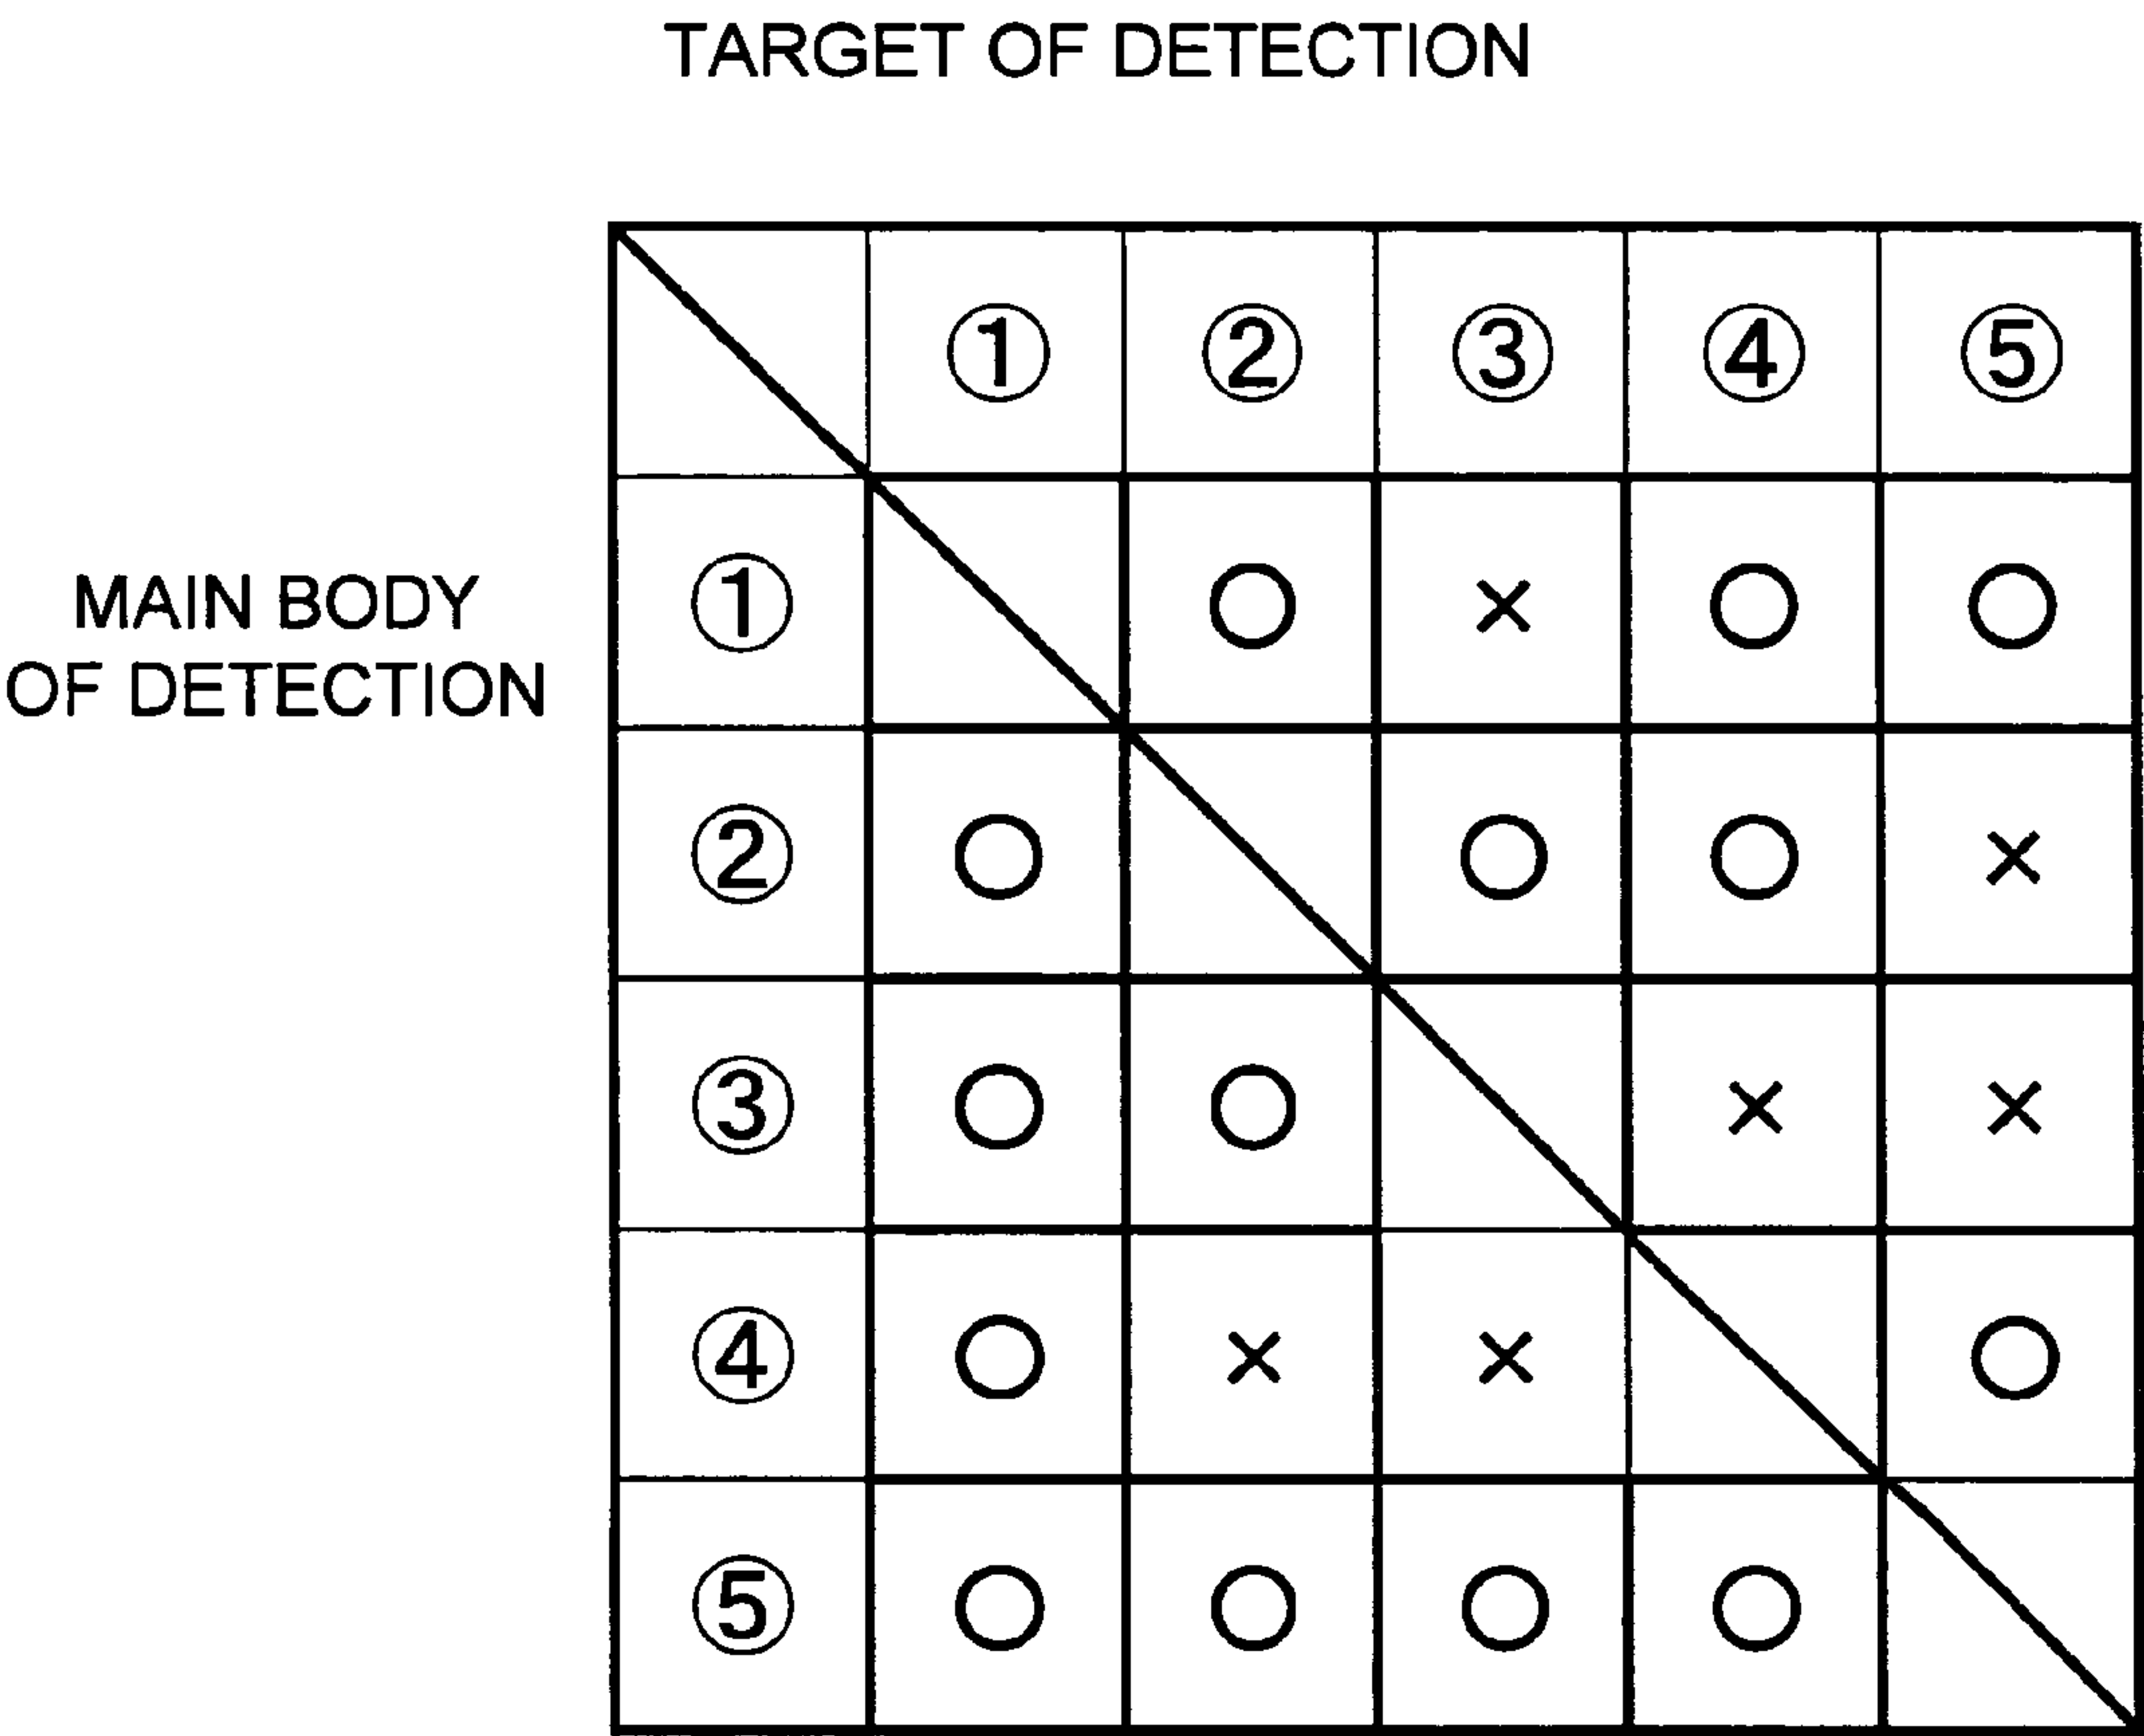 TARGET OF DETECTION
① ② ③ ④ ⑤
MAIN BODY
OF DETECTION
① ○ × ○ ○
② ○ ○ ○ ×
③ ○ ○ × ×
④ ○ × × ○
⑤ ○ ○ ○ ○